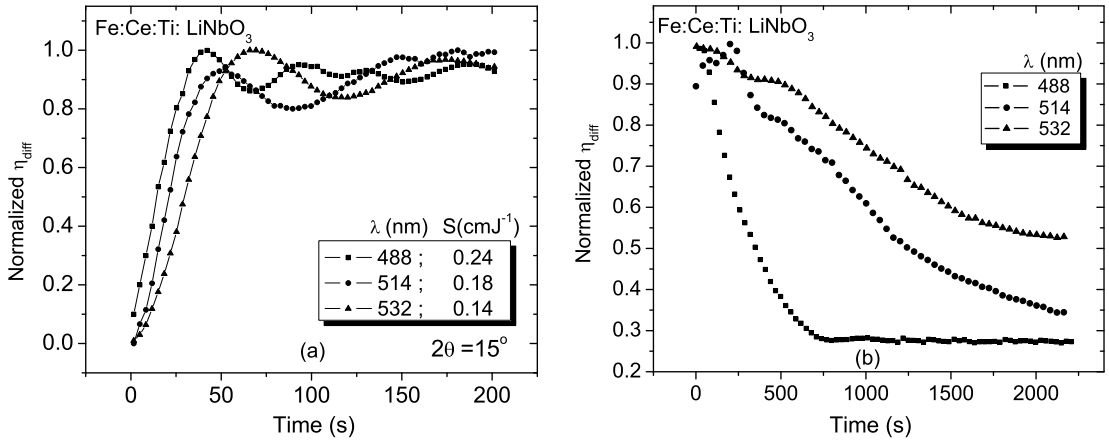 Fe:Ce:Ti: LiNbO3
1.0
0.8
0.6
0.4
0.2
0.0
Normalized ηdiff
λ (nm) S(cmJ-1)
488 ; 0.24
514 ; 0.18
532 ; 0.14
(a)
2θ =15o
0 50 100 150 200
Time (s)
Fe:Ce:Ti: LiNbO3
1.0
0.9
0.8
0.7
0.6
0.5
0.4
0.3
0.2
Normalized ηdiff
λ (nm)
488
514
532
(b)
0 500 1000 1500 2000
Time (s)